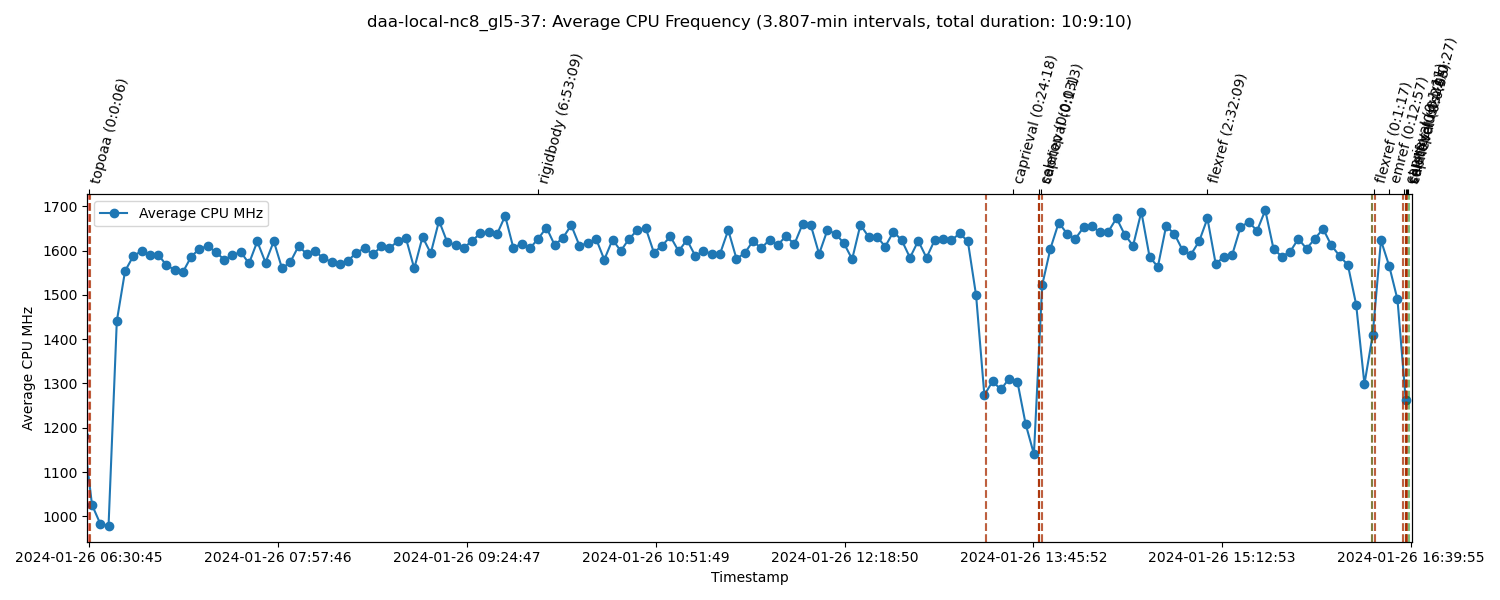 daa-local-nc8_gl5-37: Average CPU Frequency (3.807-min intervals, total duration: 10:9:10)
topoaa (0:0:06)
rigidbody (6:53:09)
caprieval (0:24:18)
flexref (2:32:09)
flexref (0:1:17)
emref (0:12:57)
Average CPU MHz
1700
1600
1500
1400
1300
1200
1100
1000
Average CPU MHz
2024-01-26 06:30:45
2024-01-26 07:57:46
2024-01-26 09:24:47
2024-01-26 10:51:49
2024-01-26 12:18:50
2024-01-26 13:45:52
2024-01-26 15:12:53
2024-01-26 16:39:55
Timestamp